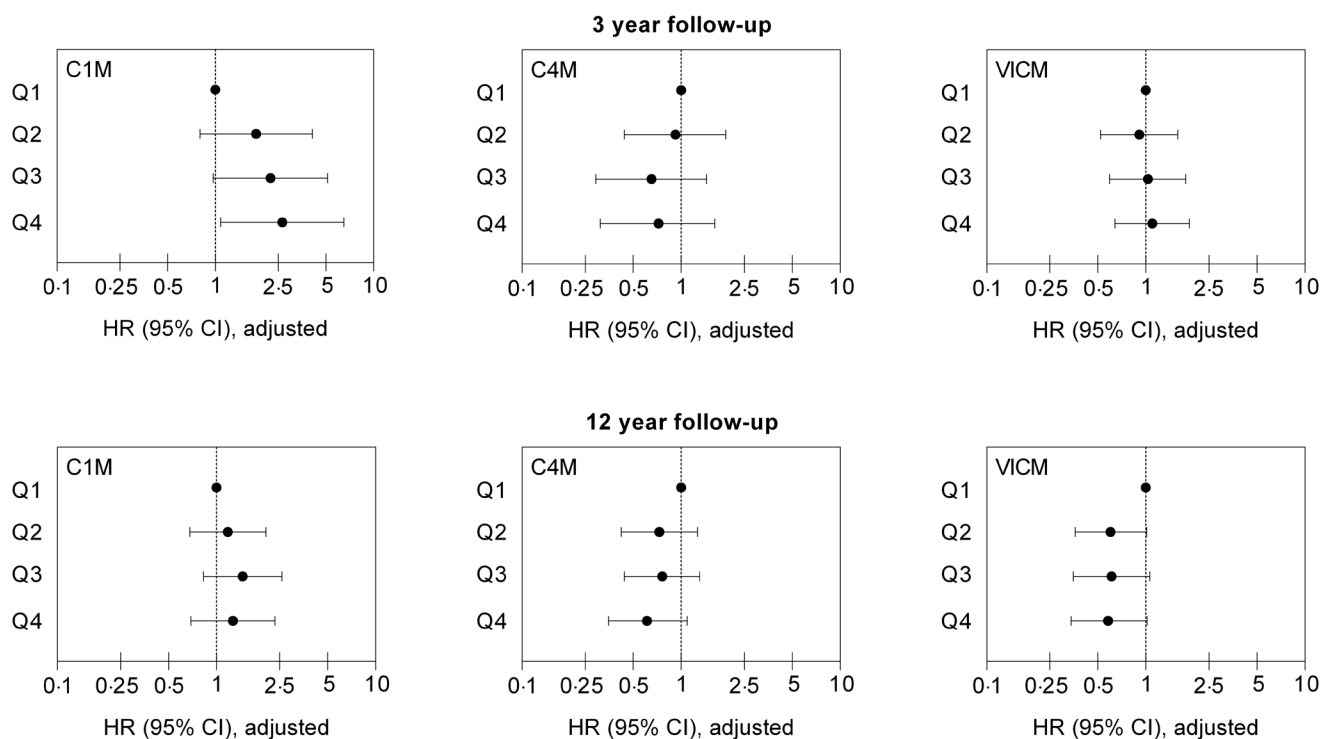 3 year follow-up
C1M
Q1
Q2
Q3
Q4
0·1 0·25 0·5 1 2·5 5 10
HR (95% CI), adjusted
C4M
Q1
Q2
Q3
Q4
0·1 0·25 0·5 1 2·5 5 10
HR (95% CI), adjusted
VICM
Q1
Q2
Q3
Q4
0·1 0·25 0·5 1 2·5 5 10
HR (95% CI), adjusted
12 year follow-up
C1M
Q1
Q2
Q3
Q4
0·1 0·25 0·5 1 2·5 5 10
HR (95% CI), adjusted
C4M
Q1
Q2
Q3
Q4
0·1 0·25 0·5 1 2·5 5 10
HR (95% CI), adjusted
VICM
Q1
Q2
Q3
Q4
0·1 0·25 0·5 1 2·5 5 10
HR (95% CI), adjusted